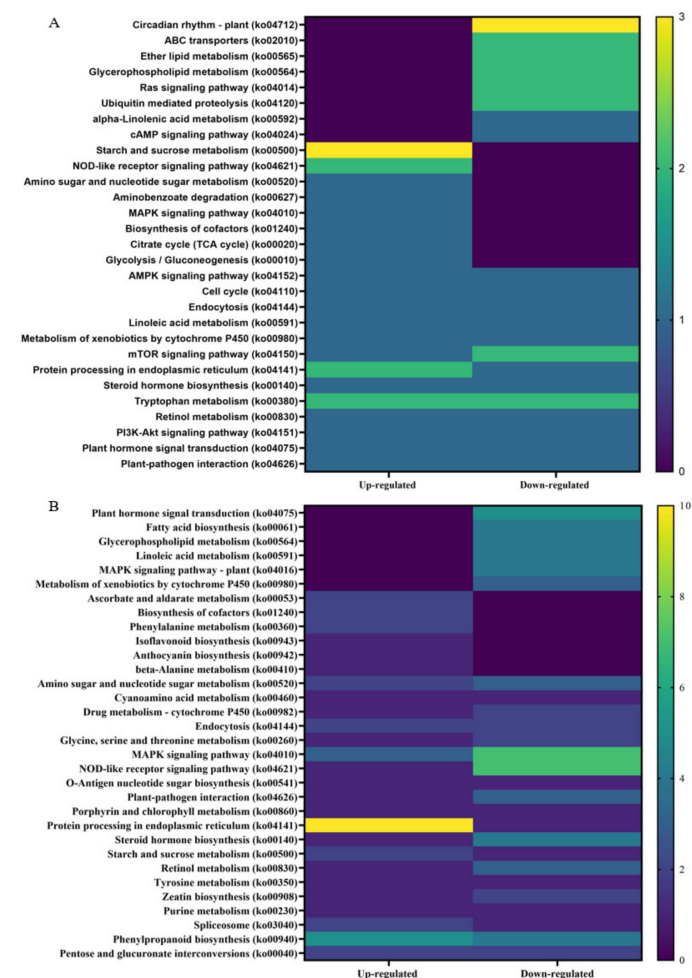 A
Circadian rhythm - plant (ko04712)
ABC transporters (ko02010)
Ether lipid metabolism (ko00565)
Glycerophospholipid metabolism (ko00564)
Ras signaling pathway (ko04014)
Ubiquitin mediated proteolysis (ko04120)
alpha-Linolenic acid metabolism (ko00592)
cAMP signaling pathway (ko04024)
Starch and sucrose metabolism (ko00500)
NOD-like receptor signaling pathway (ko04621)
Amino sugar and nucleotide sugar metabolism (ko00520)
Aminobenzoate degradation (ko00627)
MAPK signaling pathway (ko04010)
Biosynthesis of cofactors (ko01240)
Citrate cycle (TCA cycle) (ko00020)
Glycolysis / Gluconeogenesis (ko00010)
AMPK signaling pathway (ko04152)
Cell cycle (ko04110)
Endocytosis (ko04144)
Linoleic acid metabolism (ko00591)
Metabolism of xenobiotics by cytochrome P450 (ko00980)
mTOR signaling pathway (ko04150)
Protein processing in endoplasmic reticulum (ko04141)
Steroid hormone biosynthesis (ko00140)
Tryptophan metabolism (ko00380)
Retinol metabolism (ko00830)
PI3K-Akt signaling pathway (ko04151)
Plant hormone signal transduction (ko04075)
Plant-pathogen interaction (ko04626)
Up-regulated Down-regulated
3
2
1
0
B
Plant hormone signal transduction (ko04075)
Fatty acid biosynthesis (ko00061)
Glycerophospholipid metabolism (ko00564)
Linoleic acid metabolism (ko00591)
MAPK signaling pathway - plant (ko04016)
Metabolism of xenobiotics by cytochrome P450 (ko00980)
Ascorbate and aldarate metabolism (ko00053)
Biosynthesis of cofactors (ko01240)
Phenylalanine metabolism (ko00360)
Isoflavonoid biosynthesis (ko00943)
Anthocyanin biosynthesis (ko00942)
beta-Alanine metabolism (ko00410)
Amino sugar and nucleotide sugar metabolism (ko00520)
Cyanoamino acid metabolism (ko00460)
Drug metabolism - cytochrome P450 (ko00982)
Endocytosis (ko04144)
Glycine, serine and threonine metabolism (ko00260)
MAPK signaling pathway (ko04010)
NOD-like receptor signaling pathway (ko04621)
O-Antigen nucleotide sugar biosynthesis (ko00541)
Plant-pathogen interaction (ko04626)
Porphyrin and chlorophyll metabolism (ko00860)
Protein processing in endoplasmic reticulum (ko04141)
Steroid hormone biosynthesis (ko00140)
Starch and sucrose metabolism (ko00500)
Retinol metabolism (ko00830)
Tyrosine metabolism (ko00350)
Zeatin biosynthesis (ko00908)
Purine metabolism (ko00230)
Spliceosome (ko03040)
Phenylpropanoid biosynthesis (ko00940)
Pentose and glucuronate interconversions (ko00040)
Up-regulated Down-regulated
10
8
6
4
2
0